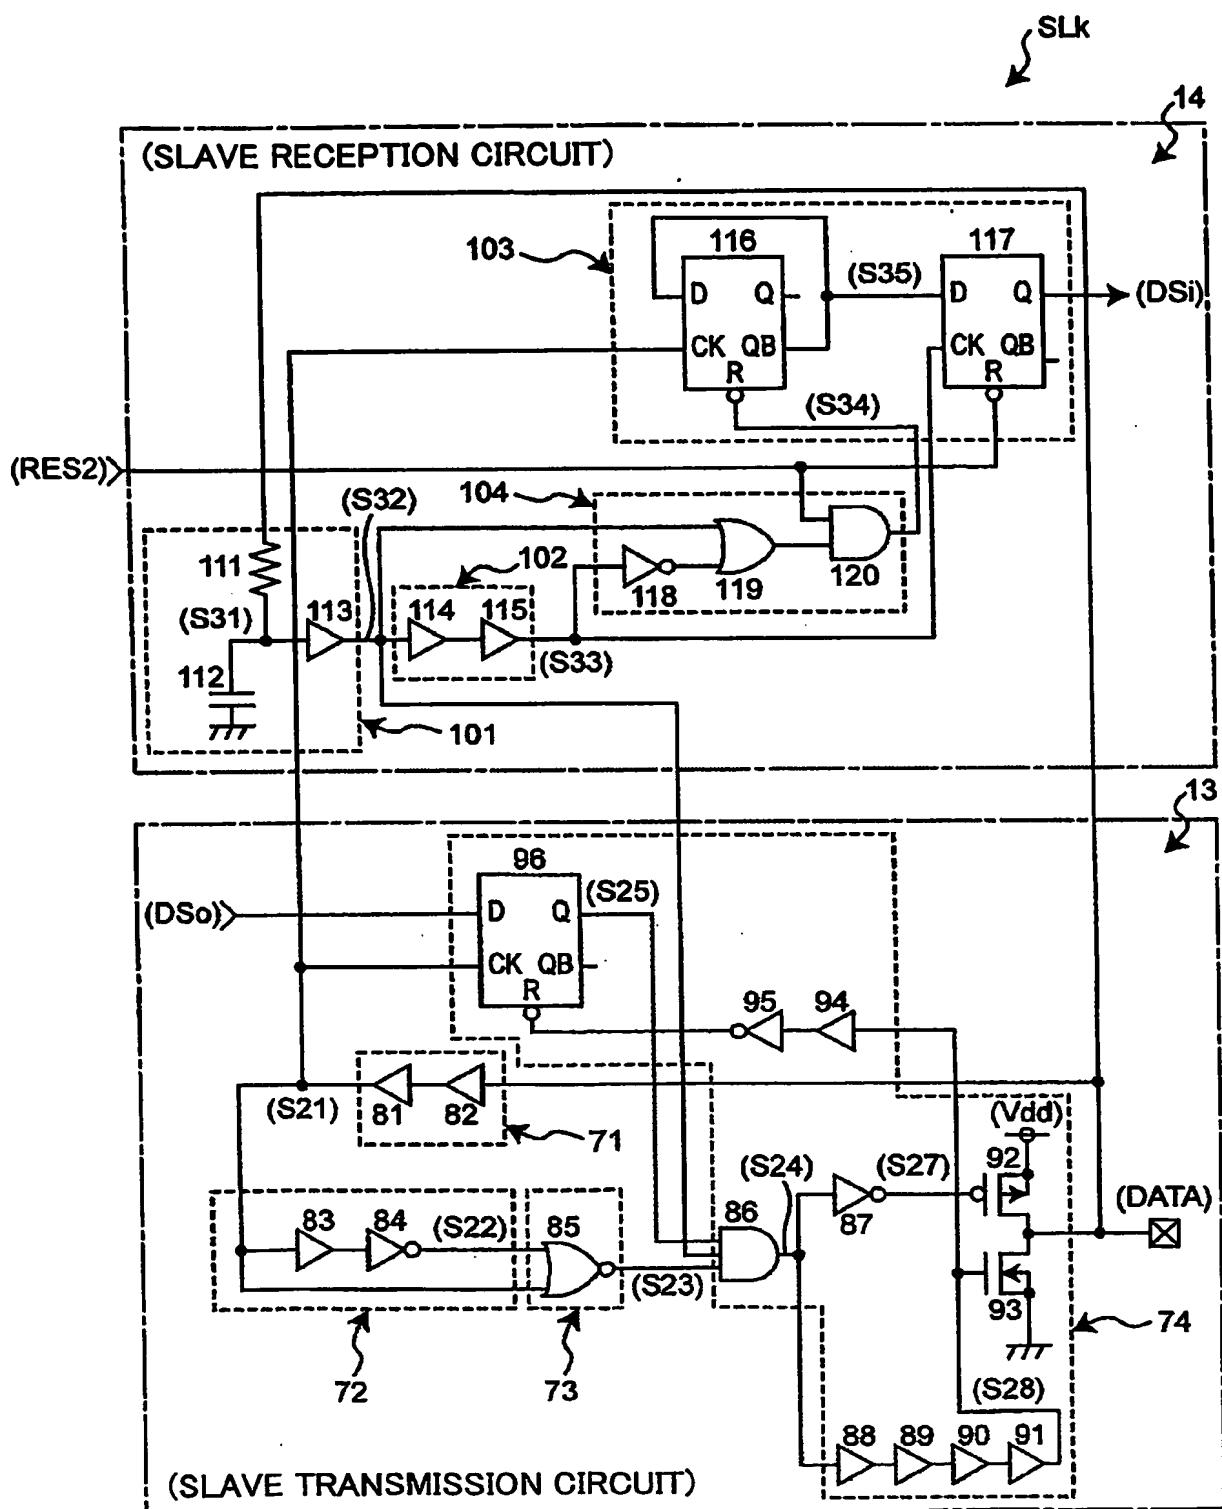 SLk
14
(SLAVE RECEPTION CIRCUIT)
103
116
117
D Q
(S35)
D Q
(DSi)
CK QB
CK QB
R
R
(S34)
(RES2)
104
(S32)
111
102
118
119
120
(S31)
113
114
115
(S33)
112
101
13
96
(S25)
(DSo)
D Q
CK QB
R
95
94
(S21)
81
82
71
(Vdd)
92
(S24)
(S27)
(DATA)
86
87
83
84
(S22)
85
(S23)
93
74
72
73
(S28)
88
89
90
91
(SLAVE TRANSMISSION CIRCUIT)